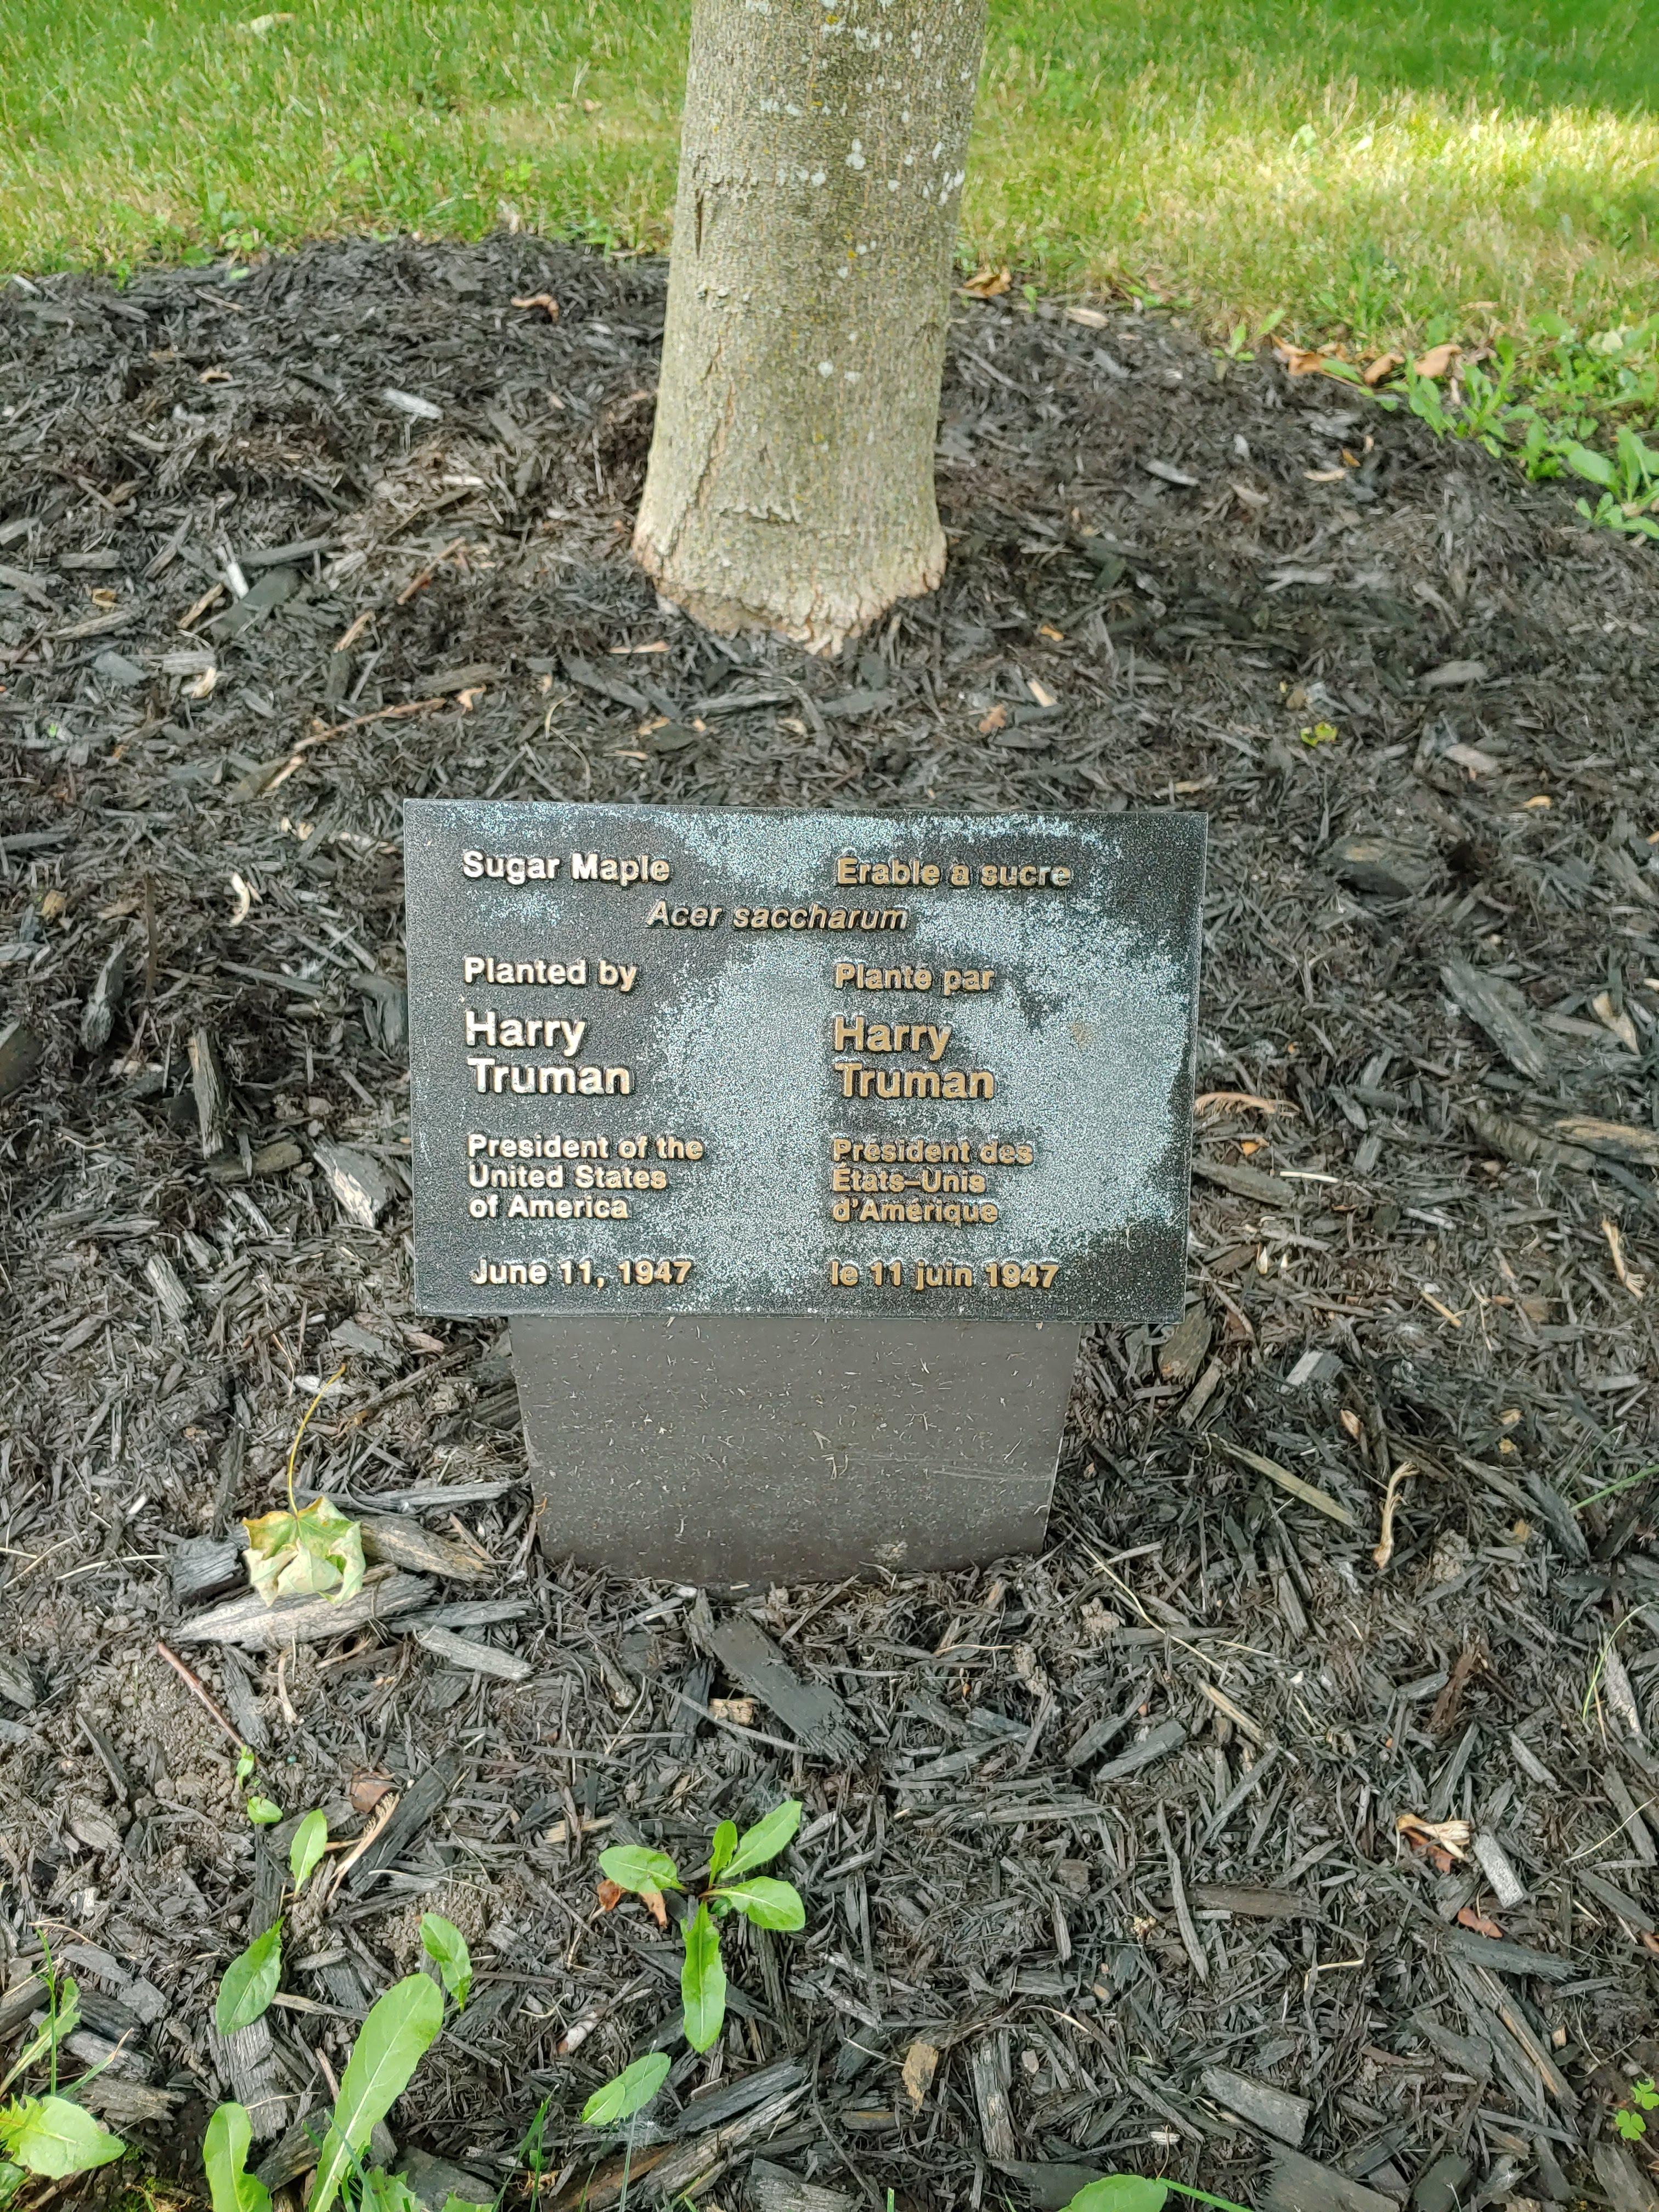 Sugar Maple
Érable à sucre
Acer saccharum
Planted by
Harry
Truman
President of the
United States
of America
June 11, 1947
Planté par
Harry
Truman
Président des
États-Unis
d'Amérique
le 11 juin 1947